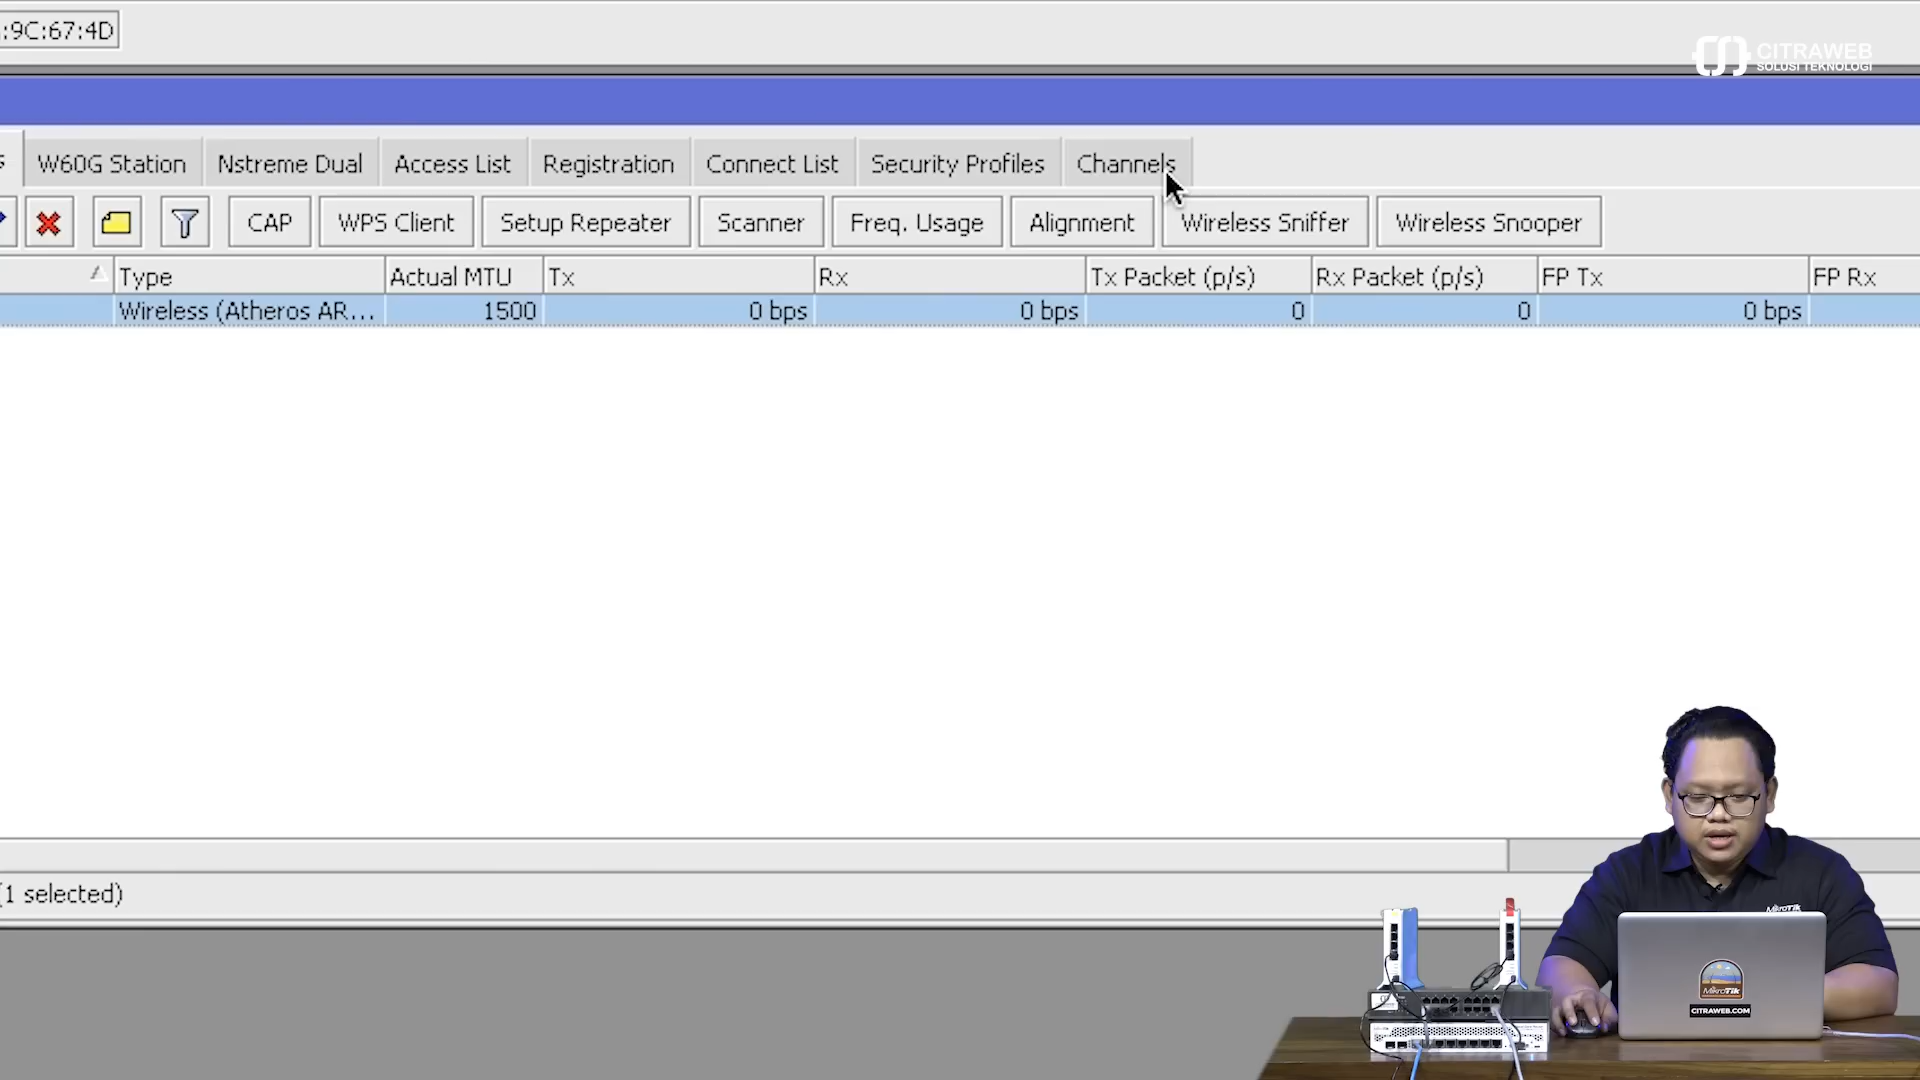 :9C:67:4D
CITRAWEB
SOLUSI TEKNOLOGI
W60G Station Nstreme Dual Access List Registration Connect List Security Profiles Channels
CAP WPS Client Setup Repeater Scanner Freq. Usage Alignment Wireless Sniffer Wireless Snooper
Type Actual MTU Tx Rx Tx Packet (p/s) Rx Packet (p/s) FP Tx FP Rx
Wireless (Atheros AR... 1500 0 bps 0 bps 0 0 0 bps
(1 selected)
MikroTik
MikroTik
CITRAWEB.COM